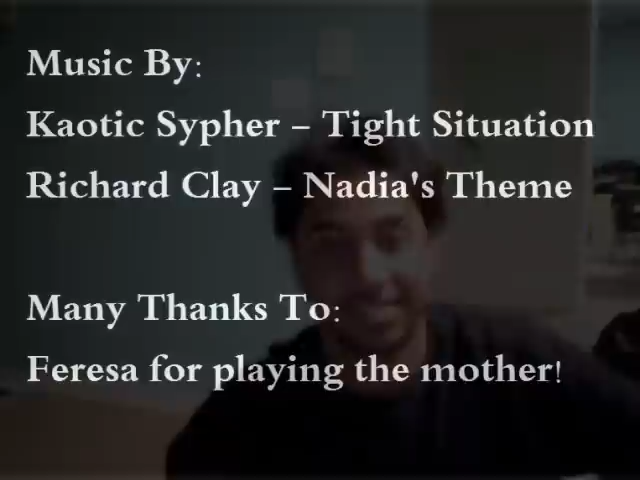 Music By:
Kaotic Sypher – Tight Situation
Richard Clay – Nadia's Theme
Many Thanks To:
Feresa for playing the mother!